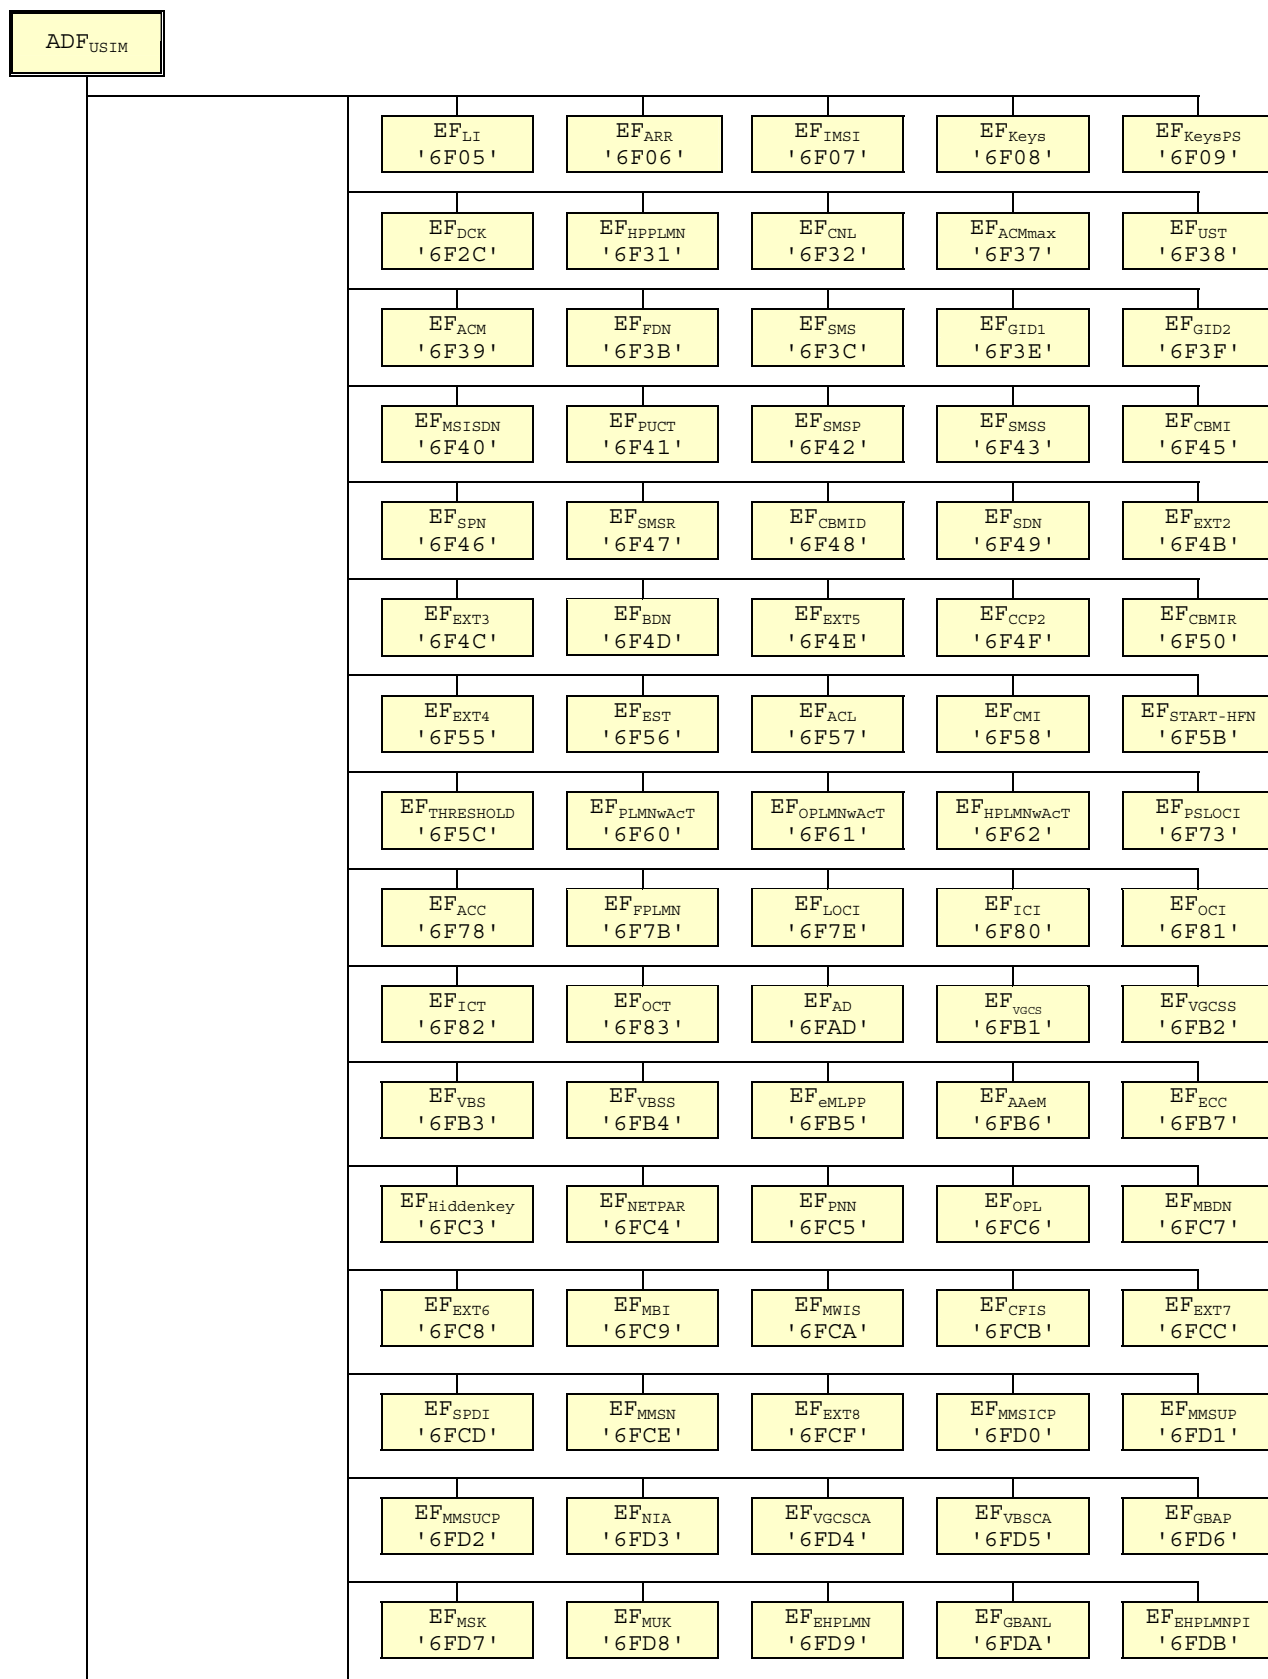 ADFUSIM
EFLI EFARR EFIMSI EFKeys EFKeysPS
'6F05' '6F06' '6F07' '6F08' '6F09'
EFDCK EFHPPLMN EFCNL EFACMmax EFUST
'6F2C' '6F31' '6F32' '6F37' '6F38'
EFACM EFFDN EFSMS EFGID1 EFGID2
'6F39' '6F3B' '6F3C' '6F3E' '6F3F'
EFMSISDN EFPUCT EFSMSP EFSMSS EFCBMI
'6F40' '6F41' '6F42' '6F43' '6F45'
EFSPN EFSMSR EFCBMID EFSDN EFEXT2
'6F46' '6F47' '6F48' '6F49' '6F4B'
EFEXT3 EFBDN EFEXT5 EFCCP2 EFCBMIR
'6F4C' '6F4D' '6F4E' '6F4F' '6F50'
EFEXT4 EFEST EFACL EFCMI EFSTART-HFN
'6F55' '6F56' '6F57' '6F58' '6F5B'
EFTHRESHOLD EFPLMNwAcT EFOPLMNwAcT EFHPLMNwAcT EFPSLOCI
'6F5C' '6F60' '6F61' '6F62' '6F73'
EFACC EFFPLMN EFLOCI EFICI EFOCI
'6F78' '6F7B' '6F7E' '6F80' '6F81'
EFICT EFOCT EFAD EFVGCS EFVGCSS
'6F82' '6F83' '6FAD' '6FB1' '6FB2'
EFVBS EFVBSS EFeMLPP EFAAeM EFECC
'6FB3' '6FB4' '6FB5' '6FB6' '6FB7'
EFHiddenkey EFNETPAR EFPNN EFOPL EFMBDN
'6FC3' '6FC4' '6FC5' '6FC6' '6FC7'
EFEXT6 EFMBI EFMWIS EFCFIS EFEXT7
'6FC8' '6FC9' '6FCA' '6FCB' '6FCC'
EFSPDI EFMMSN EFEXT8 EFMMSICP EFMMSUP
'6FCD' '6FCE' '6FCF' '6FD0' '6FD1'
EFMMSUCP EFNIA EFVGCSCA EFVBSCA EFGBAP
'6FD2' '6FD3' '6FD4' '6FD5' '6FD6'
EFMSK EFMUK EFEHPLMN EFGBANL EFEHPLMNPI
'6FD7' '6FD8' '6FD9' '6FDA' '6FDB'